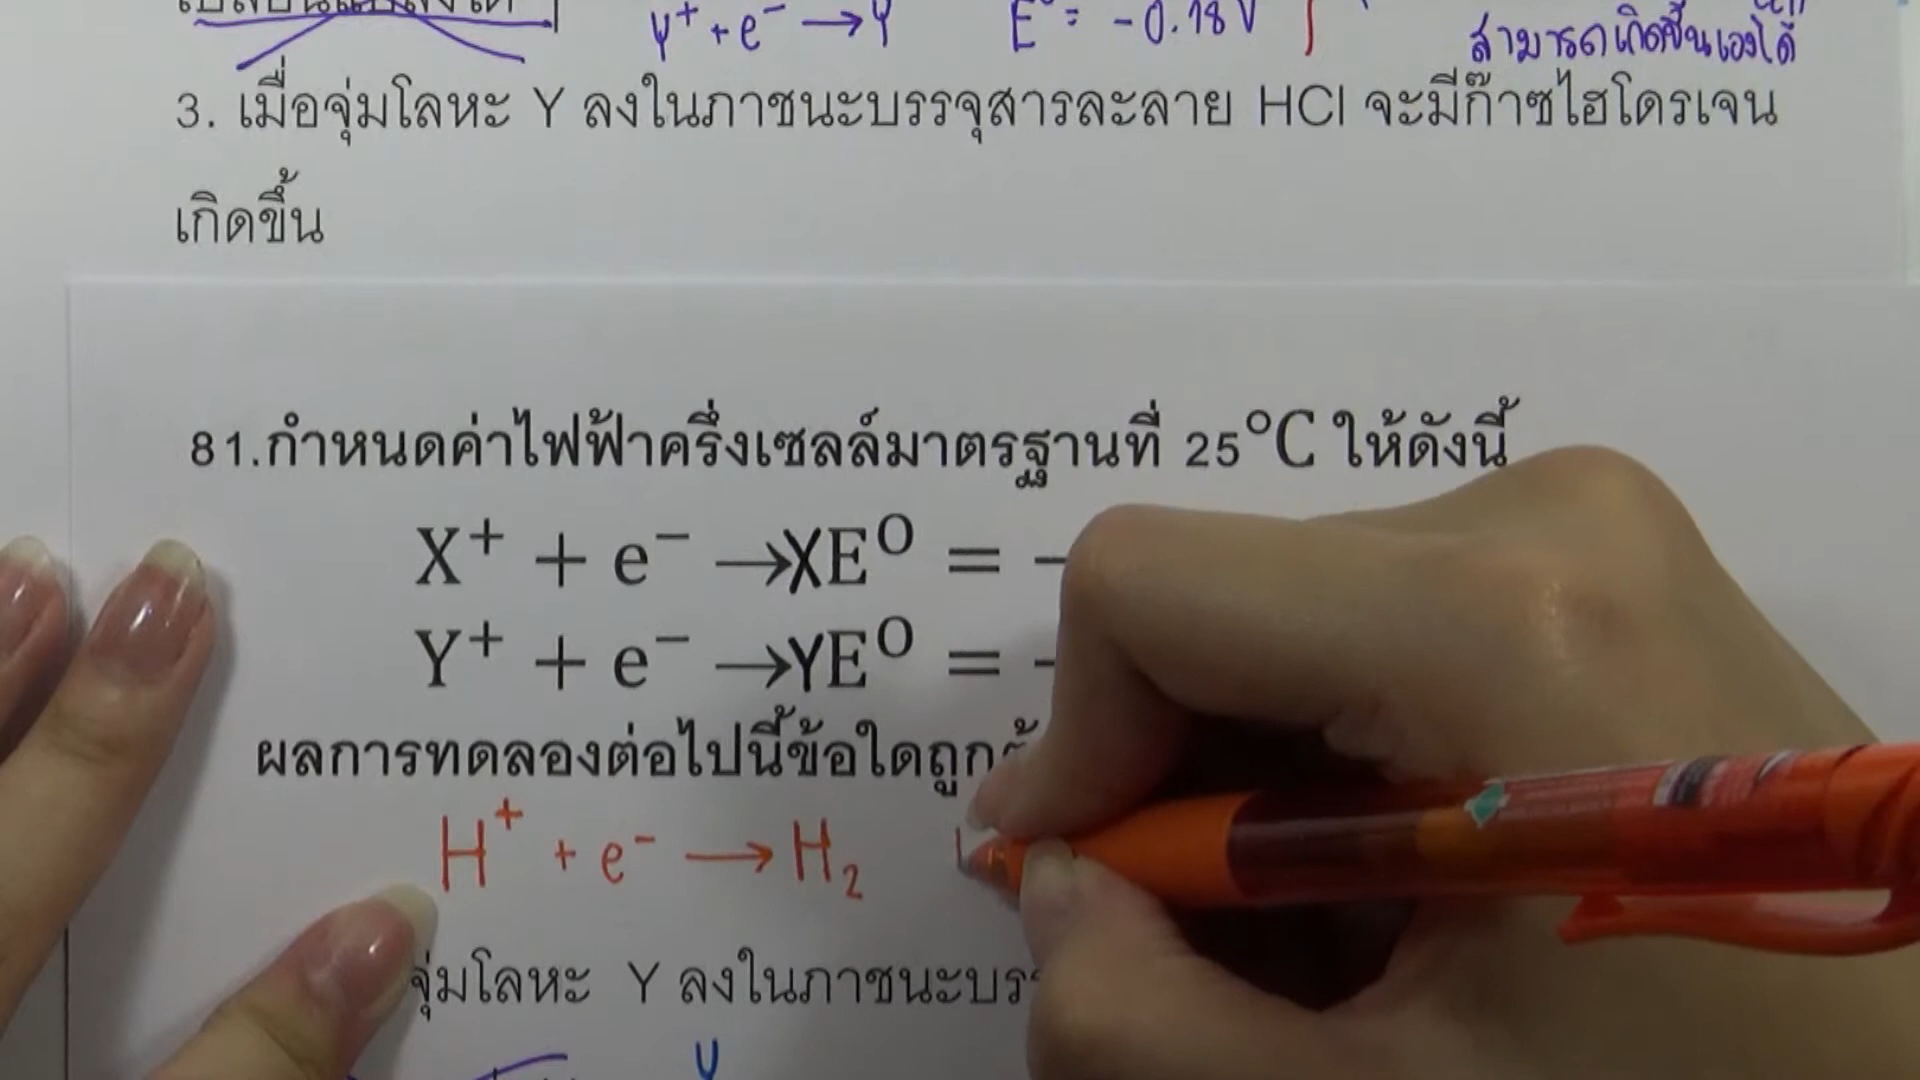 Y⁺ + e⁻ → Y E° = -0.18 V
สามารถเกิดขึ้นเองได้
3. เมื่อจุ่มโลหะ Y ลงในภาชนะบรรจุสารละลาย HCl จะมีก๊าซไฮโดรเจน
เกิดขึ้น
81.กำหนดค่าไฟฟ้าครึ่งเซลล์มาตรฐานที่ 25°C ให้ดังนี้
X⁺ + e⁻ →XE⁰ = -
Y⁺ + e⁻ →YE⁰ = -
ผลการทดลองต่อไปนี้ข้อใดถูก
H⁺ + e⁻ → H₂
จุ่มโลหะ Y ลงในภาชนะบรร